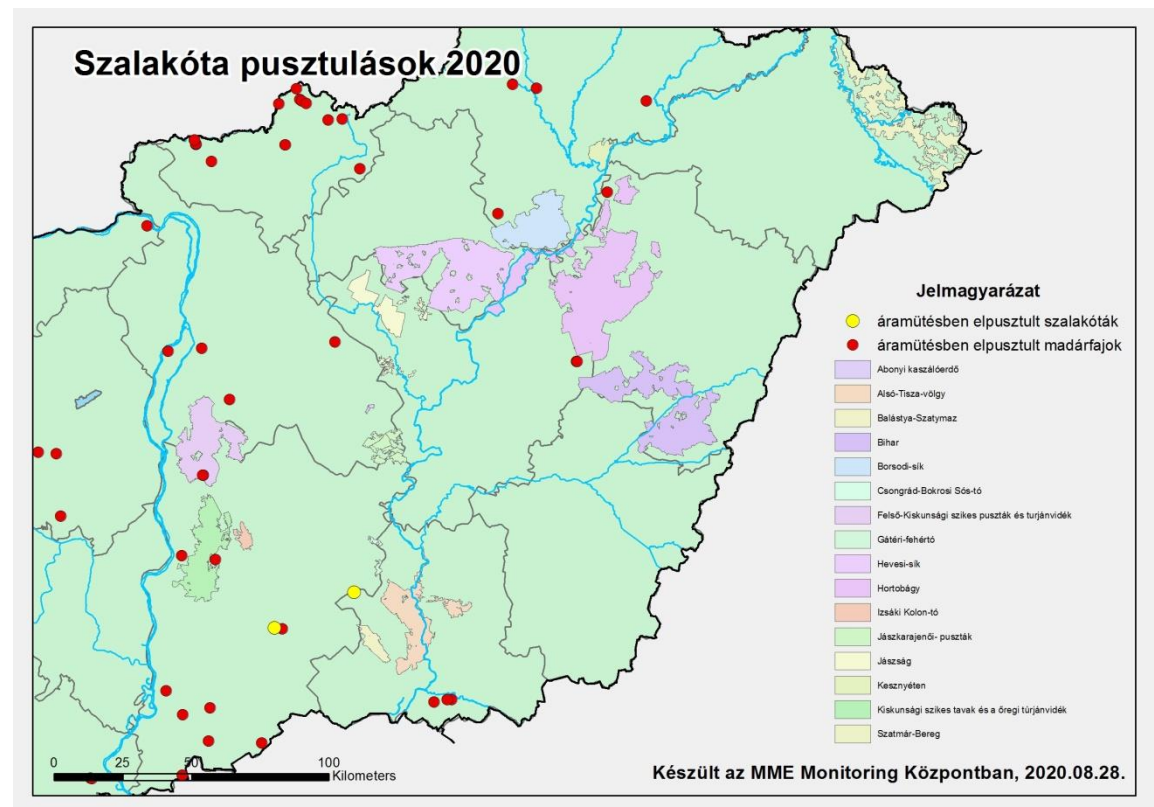 Szalakóta pusztulások 2020
Jelmagyarázat
áramütésben elpusztult szalakóták
áramütésben elpusztult madárfajok
Abonyi kaszálóerdő
Alsó-Tisza-völgy
Balástya-Szatymaz
Bihar
Borsodi-sík
Csongrád-Bokrosi Sós-tó
Felső-Kiskunsági szikes puszták és turjánvidék
Gátéri-fehértó
Hevesi-sík
Hortobágy
Izsáki Kolon-tó
Jászkarajenői- puszták
Jászság
Kesznyéten
Kiskunsági szikes tavak és a őregi túrjánvidék
Szatmár-Bereg
0 25 50 100
Kilometers
Készült az MME Monitoring Központban, 2020.08.28.